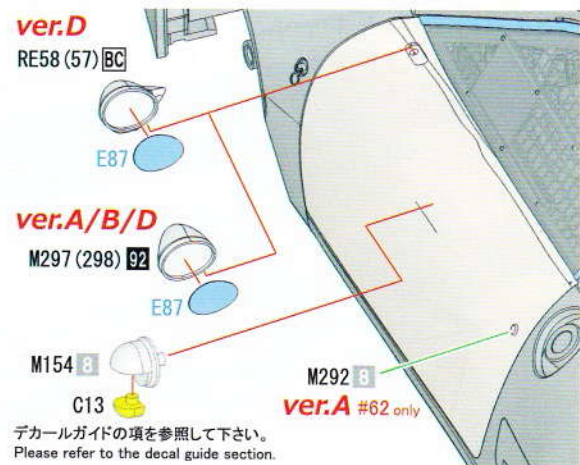 ver.D
RE58 (57) BC
E87
ver.A/B/D
M297 (298) 92
E87
M154 8
C13
M292 8
ver.A #62 only
デカールガイドの項を参照して下さい。
Please refer to the decal guide section.